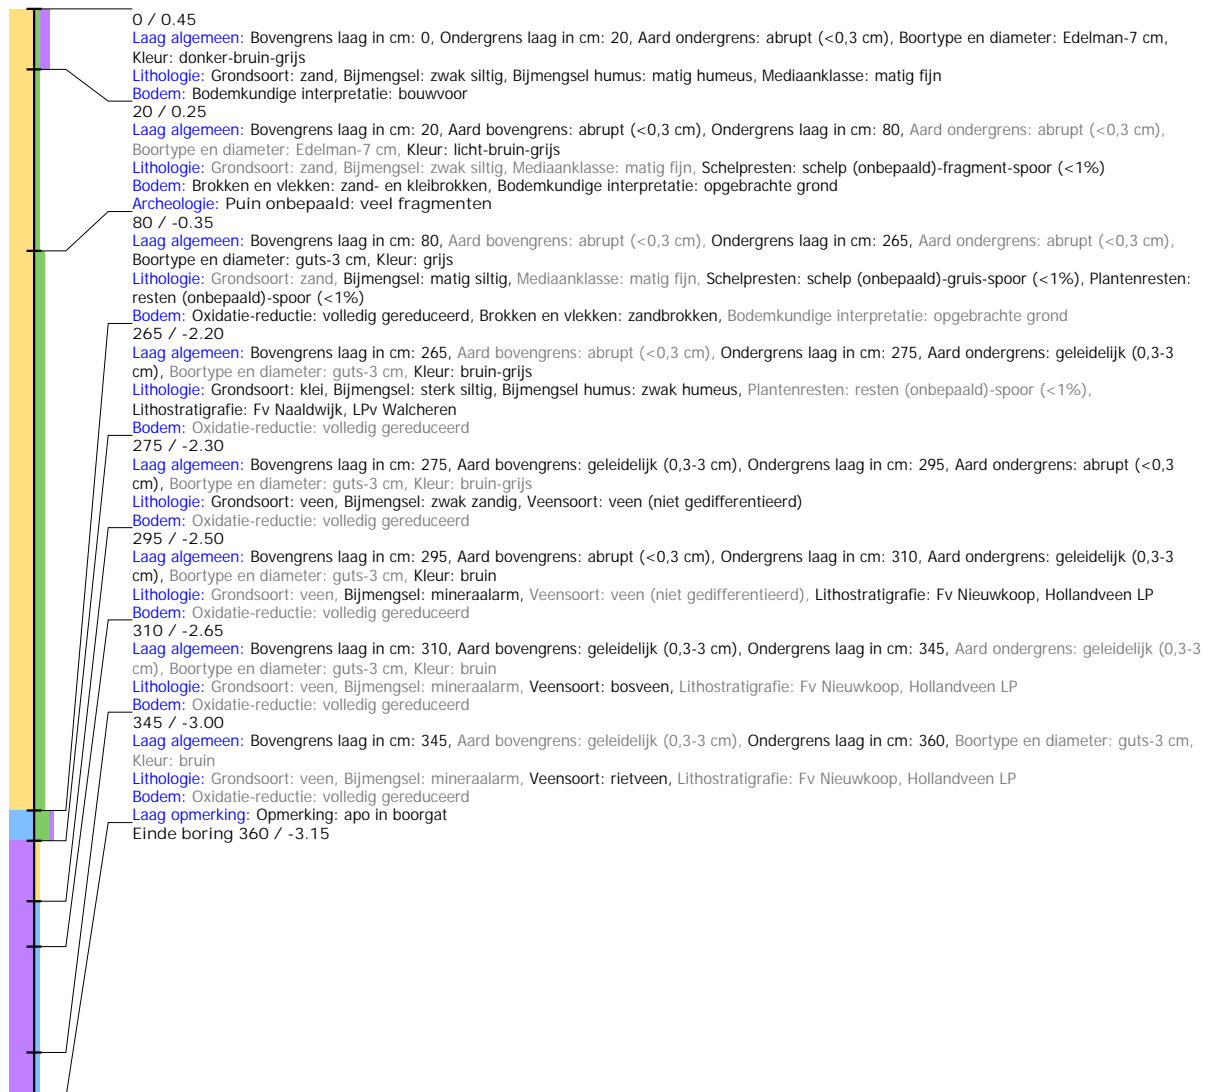 0 / 0.45
Laag algemeen: Bovengrens laag in cm: 0, Ondergrens laag in cm: 20, Aard ondergrens: abrupt (<0,3 cm), Boortype en diameter: Edelman-7 cm,
Kleur: donker-bruin-grijs
Lithologie: Grondsoort: zand, Bijmengsel: zwak siltig, Bijmengsel humus: matig humeus, Mediaanklasse: matig fijn
Bodem: Bodemkundige interpretatie: bouwvoor
20 / 0.25
Laag algemeen: Bovengrens laag in cm: 20, Aard bovengrens: abrupt (<0,3 cm), Ondergrens laag in cm: 80, Aard ondergrens: abrupt (<0,3 cm),
Boortype en diameter: Edelman-7 cm, Kleur: licht-bruin-grijs
Lithologie: Grondsoort: zand, Bijmengsel: zwak siltig, Mediaanklasse: matig fijn, Schelpresten: schelp (onbepaald)-fragment-spoor (<1%)
Bodem: Brokken en vlekken: zand- en kleibrokken, Bodemkundige interpretatie: opgebrachte grond
Archeologie: Puin onbepaald: veel fragmenten
80 / -0.35
Laag algemeen: Bovengrens laag in cm: 80, Aard bovengrens: abrupt (<0,3 cm), Ondergrens laag in cm: 265, Aard ondergrens: abrupt (<0,3 cm),
Boortype en diameter: guts-3 cm, Kleur: grijs
Lithologie: Grondsoort: zand, Bijmengsel: matig siltig, Mediaanklasse: matig fijn, Schelpresten: schelp (onbepaald)-gruis-spoor (<1%), Plantenresten:
resten (onbepaald)-spoor (<1%)
Bodem: Oxidatie-reductie: volledig gereduceerd, Brokken en vlekken: zandbrokken, Bodemkundige interpretatie: opgebrachte grond
265 / -2.20
Laag algemeen: Bovengrens laag in cm: 265, Aard bovengrens: abrupt (<0,3 cm), Ondergrens laag in cm: 275, Aard ondergrens: geleidelijk (0,3-3
cm), Boortype en diameter: guts-3 cm, Kleur: bruin-grijs
Lithologie: Grondsoort: klei, Bijmengsel: sterk siltig, Bijmengsel humus: zwak humeus, Plantenresten: resten (onbepaald)-spoor (<1%),
Lithostratigrafie: Fv Naaldwijk, LPv Walcheren
Bodem: Oxidatie-reductie: volledig gereduceerd
275 / -2.30
Laag algemeen: Bovengrens laag in cm: 275, Aard bovengrens: geleidelijk (0,3-3 cm), Ondergrens laag in cm: 295, Aard ondergrens: abrupt (<0,3
cm), Boortype en diameter: guts-3 cm, Kleur: bruin-grijs
Lithologie: Grondsoort: veen, Bijmengsel: zwak zandig, Veensoort: veen (niet gedifferentieerd)
Bodem: Oxidatie-reductie: volledig gereduceerd
295 / -2.50
Laag algemeen: Bovengrens laag in cm: 295, Aard bovengrens: abrupt (<0,3 cm), Ondergrens laag in cm: 310, Aard ondergrens: geleidelijk (0,3-3
cm), Boortype en diameter: guts-3 cm, Kleur: bruin
Lithologie: Grondsoort: veen, Bijmengsel: mineraalarm, Veensoort: veen (niet gedifferentieerd), Lithostratigrafie: Fv Nieuwkoop, Hollandveen LP
Bodem: Oxidatie-reductie: volledig gereduceerd
310 / -2.65
Laag algemeen: Bovengrens laag in cm: 310, Aard bovengrens: geleidelijk (0,3-3 cm), Ondergrens laag in cm: 345, Aard ondergrens: geleidelijk (0,3-3
cm), Boortype en diameter: guts-3 cm, Kleur: bruin
Lithologie: Grondsoort: veen, Bijmengsel: mineraalarm, Veensoort: bosveen, Lithostratigrafie: Fv Nieuwkoop, Hollandveen LP
Bodem: Oxidatie-reductie: volledig gereduceerd
345 / -3.00
Laag algemeen: Bovengrens laag in cm: 345, Aard bovengrens: geleidelijk (0,3-3 cm), Ondergrens laag in cm: 360, Boortype en diameter: guts-3 cm,
Kleur: bruin
Lithologie: Grondsoort: veen, Bijmengsel: mineraalarm, Veensoort: rietveen, Lithostratigrafie: Fv Nieuwkoop, Hollandveen LP
Bodem: Oxidatie-reductie: volledig gereduceerd
Laag opmerking: Opmerking: apo in boorgat
Einde boring 360 / -3.15